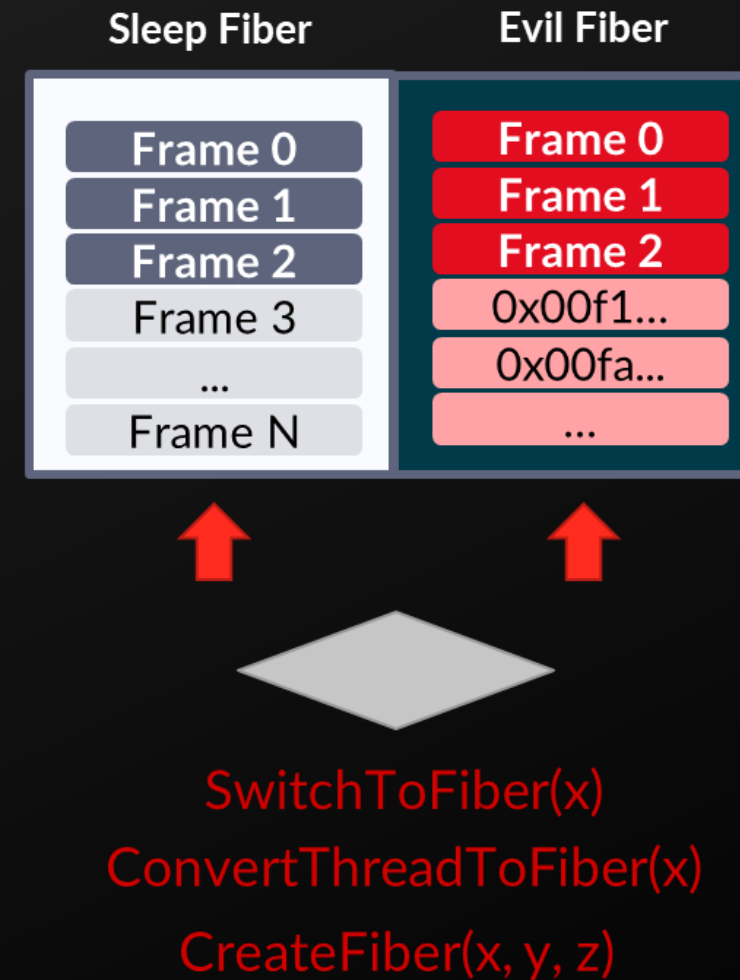 Sleep Fiber
Evil Fiber
Frame 0
Frame 1
Frame 2
Frame 3
...
Frame N
Frame 0
Frame 1
Frame 2
0x00f1...
0x00fa...
...
SwitchToFiber(x)
ConvertThreadToFiber(x)
CreateFiber(x, y, z)